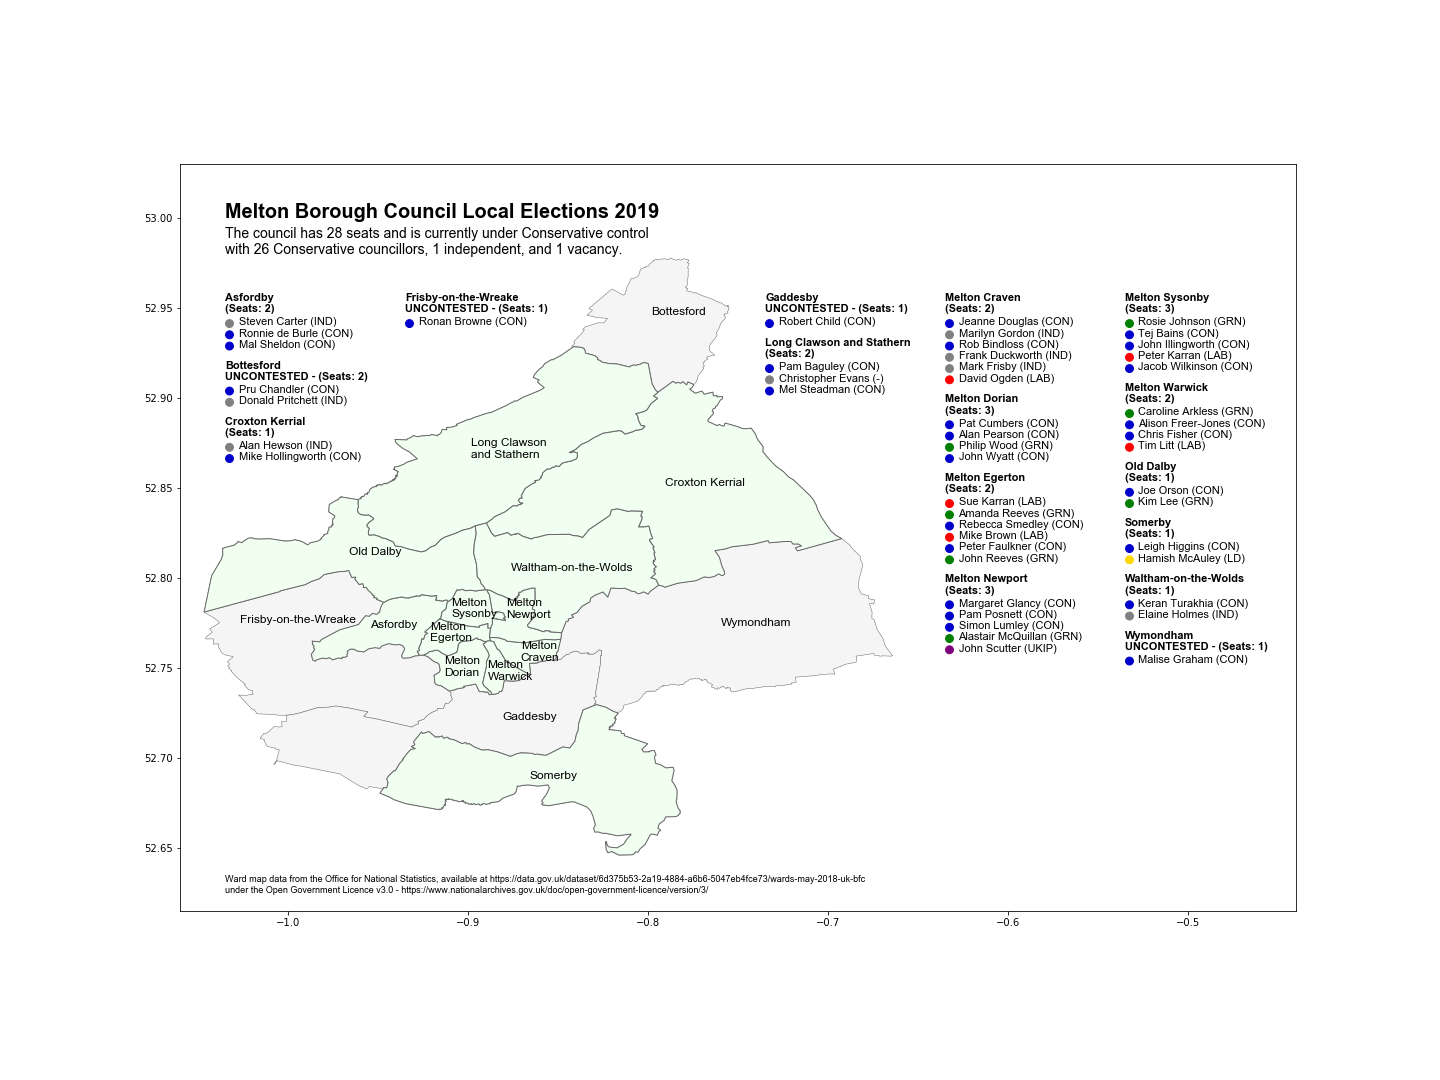 Melton Borough Council Local Elections 2019
The council has 28 seats and is currently under Conservative control
with 26 Conservative councillors, 1 independent, and 1 vacancy.
Asfordby
(Seats: 2)
Steven Carter (IND)
Ronnie de Burle (CON)
Mal Sheldon (CON)
Bottesford
UNCONTESTED - (Seats: 2)
Pru Chandler (CON)
Donald Pritchett (IND)
Croxton Kerrial
(Seats: 1)
Alan Hewson (IND)
Mike Hollingworth (CON)
Frisby-on-the-Wreake
UNCONTESTED - (Seats: 1)
Ronan Browne (CON)
Gaddesby
UNCONTESTED - (Seats: 1)
Robert Child (CON)
Long Clawson and Stathern
(Seats: 2)
Pam Baguley (CON)
Christopher Evans (-)
Mel Steadman (CON)
Melton Craven
(Seats: 2)
Jeanne Douglas (CON)
Marilyn Gordon (IND)
Rob Bindloss (CON)
Frank Duckworth (IND)
Mark Frisby (IND)
David Ogden (LAB)
Melton Dorian
(Seats: 3)
Pat Cumbers (CON)
Alan Pearson (CON)
Philip Wood (GRN)
John Wyatt (CON)
Melton Egerton
(Seats: 2)
Sue Karran (LAB)
Amanda Reeves (GRN)
Rebecca Smedley (CON)
Mike Brown (LAB)
Peter Faulkner (CON)
John Reeves (GRN)
Melton Newport
(Seats: 3)
Margaret Glancy (CON)
Pam Posnett (CON)
Simon Lumley (CON)
Alastair McQuillan (GRN)
John Scutter (UKIP)
Melton Sysonby
(Seats: 3)
Rosie Johnson (GRN)
Tej Bains (CON)
John Illingworth (CON)
Peter Karran (LAB)
Jacob Wilkinson (CON)
Melton Warwick
(Seats: 2)
Caroline Arkless (GRN)
Alison Freer-Jones (CON)
Chris Fisher (CON)
Tim Litt (LAB)
Old Dalby
(Seats: 1)
Joe Orson (CON)
Kim Lee (GRN)
Somerby
(Seats: 1)
Leigh Higgins (CON)
Hamish McAuley (LD)
Waltham-on-the-Wolds
(Seats: 1)
Keran Turakhia (CON)
Elaine Holmes (IND)
Wymondham
UNCONTESTED - (Seats: 1)
Malise Graham (CON)
Bottesford
Long Clawson
and Stathern
Croxton Kerrial
Old Dalby
Waltham-on-the-Wolds
Frisby-on-the-Wreake
Asfordby
Melton
Sysonby
Melton
Newport
Melton
Egerton
Melton
Craven
Melton
Dorian
Melton
Warwick
Wymondham
Gaddesby
Somerby
Ward map data from the Office for National Statistics, available at https://data.gov.uk/dataset/6d375b53-2a19-4884-a6b6-5047eb4fce73/wards-may-2018-uk-bfc
under the Open Government Licence v3.0 - https://www.nationalarchives.gov.uk/doc/open-government-licence/version/3/
53.00
52.95
52.90
52.85
52.80
52.75
52.70
52.65
−1.0
−0.9
−0.8
−0.7
−0.6
−0.5